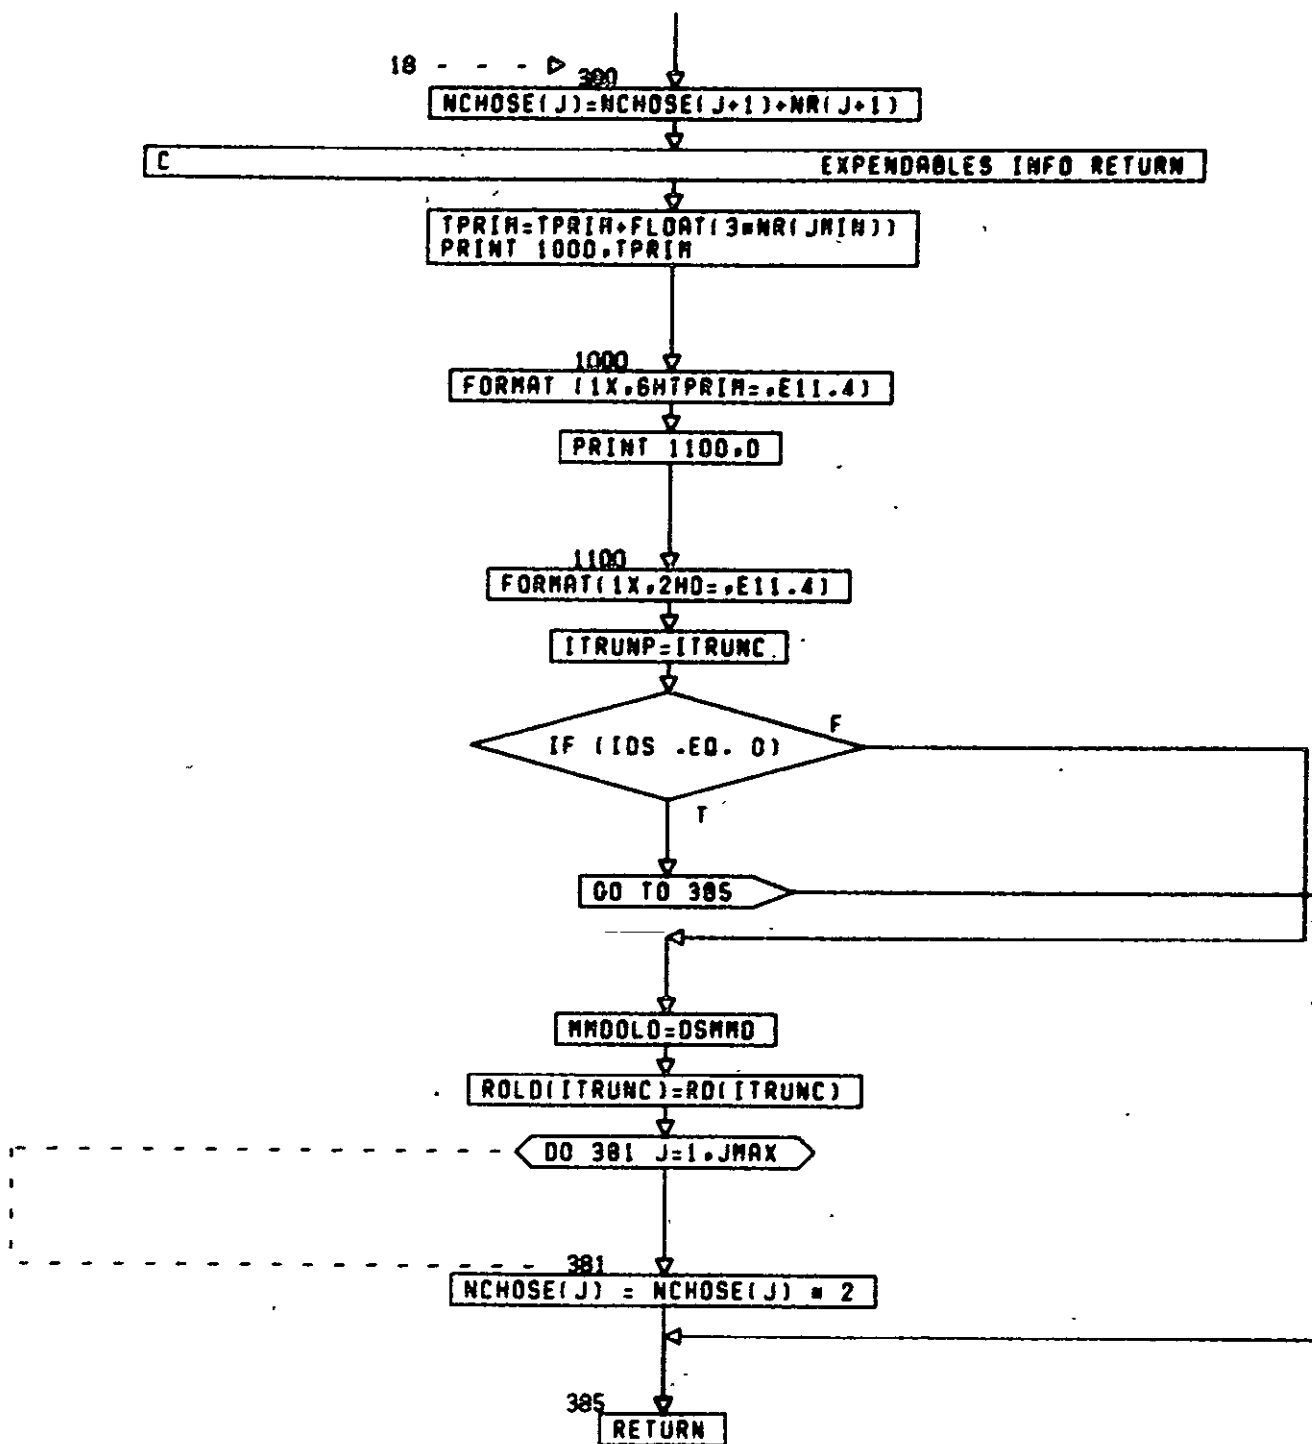 18
380
NCHOSE(J)=NCHOSE(J+1)+NR(J+1)
C EXPENDABLES INFO RETURN
TPRIM=TPRIM+FLOAT(3*NR(JMIN))
PRINT 1000,TPRIM
1000
FORMAT (1X,6HTPRIM=,E11.4)
PRINT 1100,D
1100
FORMAT(1X,2HD=,E11.4)
ITRUNP=ITRUNC
IF (IDS .EQ. 0)
F
T
GO TO 385
MMDOLD=DSMMD
ROLD(ITRUNC)=RD(ITRUNC)
DO 381 J=1,JMAX
381
NCHOSE(J) = NCHOSE(J) * 2
385
RETURN